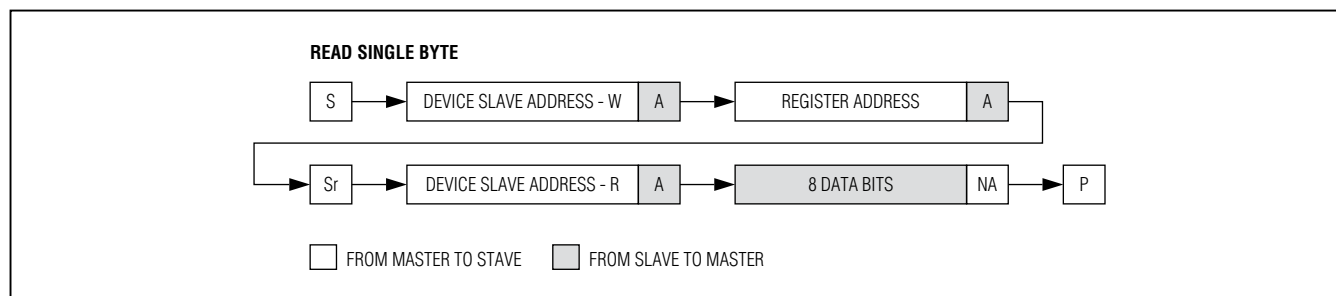 READ SINGLE BYTE
S DEVICE SLAVE ADDRESS - W A REGISTER ADDRESS A
Sr DEVICE SLAVE ADDRESS - R A 8 DATA BITS NA P
FROM MASTER TO STAVE FROM SLAVE TO MASTER